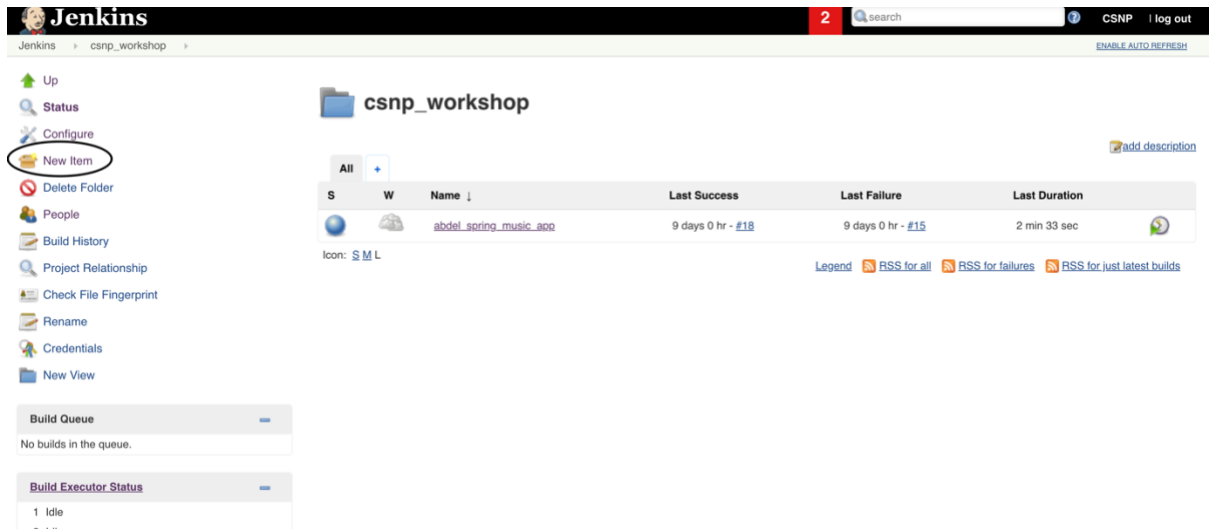 Jenkins
2 search CSNP | log out
Jenkins csnp_workshop ENABLE AUTO REFRESH
Up
Status
Configure
New Item
Delete Folder
People
Build History
Project Relationship
Check File Fingerprint
Rename
Credentials
New View
Build Queue
No builds in the queue.
Build Executor Status
1 Idle
csnp_workshop
add description
All +
S W Name ↓ Last Success Last Failure Last Duration
abdel_spring_music_app 9 days 0 hr - #18 9 days 0 hr - #15 2 min 33 sec
Icon: S M L
Legend RSS for all RSS for failures RSS for just latest builds